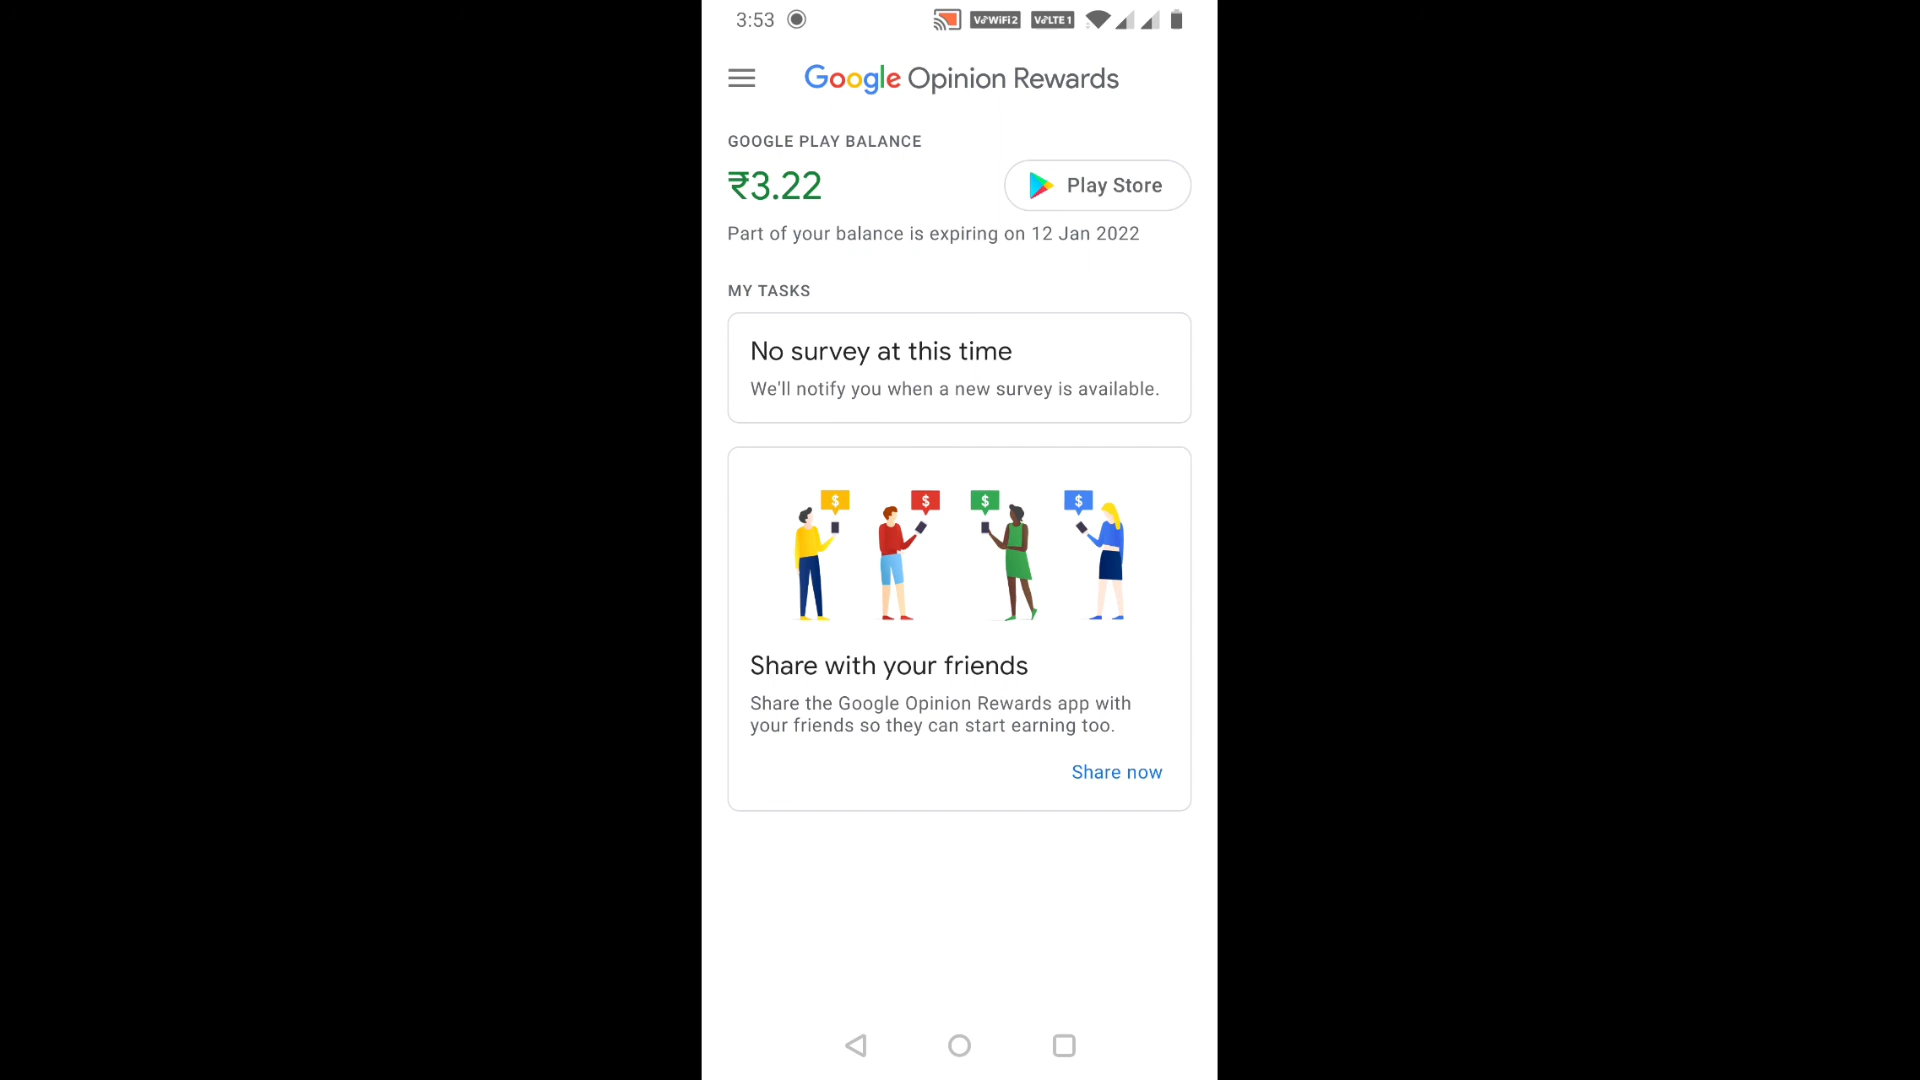 3:53 VoWiFi2 VoLTE1
Google Opinion Rewards
GOOGLE PLAY BALANCE
₹3.22
Play Store
Part of your balance is expiring on 12 Jan 2022
MY TASKS
No survey at this time
We'll notify you when a new survey is available.
$ $ $ $
Share with your friends
Share the Google Opinion Rewards app with
your friends so they can start earning too.
Share now